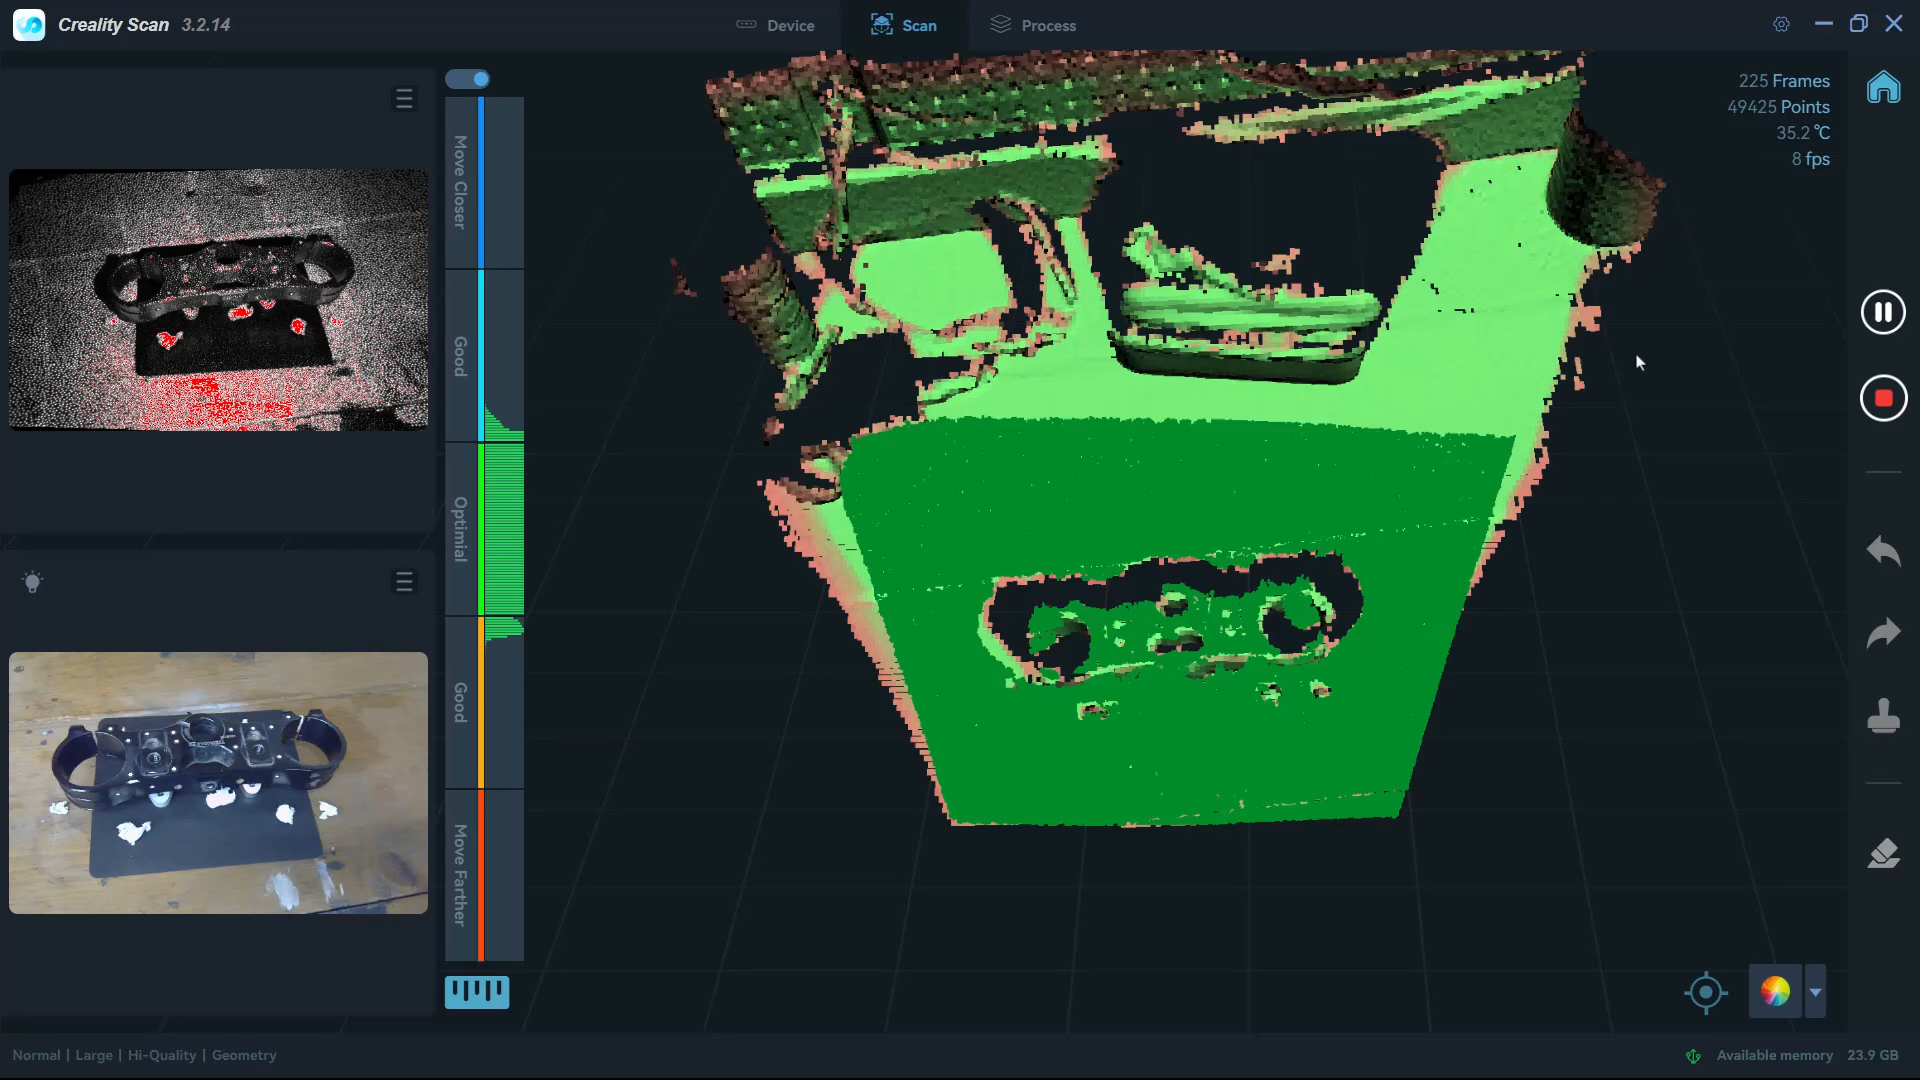 Creality Scan 3.2.14
Device
Scan
Process
225 Frames
49425 Points
35.2 °C
8 fps
Move Closer
Good
Optimial
Good
Move Farther
Normal | Large | Hi-Quality | Geometry
Available memory 23.9 GB